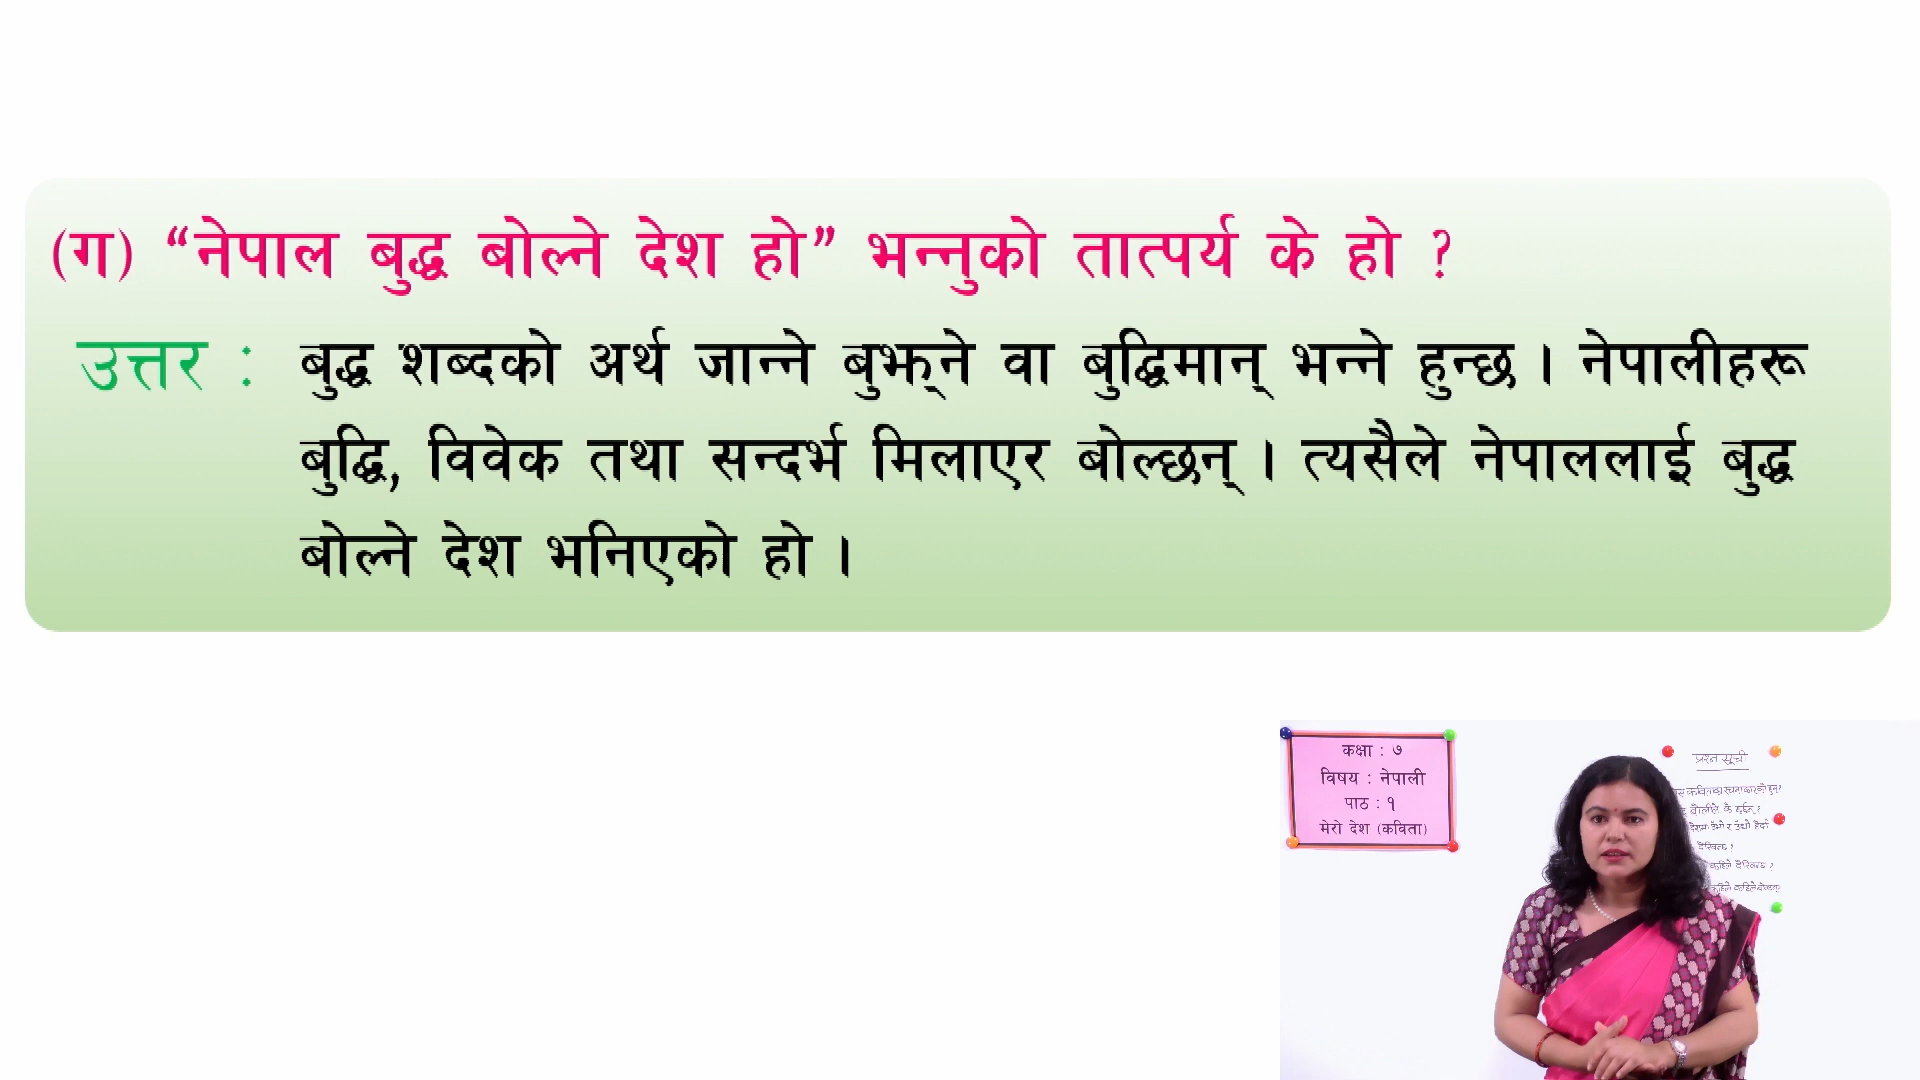 (ग) “नेपाल बुद्ध बोल्ने देश हो” भन्नुको तात्पर्य के हो ?
उत्तर : बुद्ध शब्दको अर्थ जान्ने बुझ्ने वा बुद्धिमान् भन्ने हुन्छ । नेपालीहरू
बुद्धि, विवेक तथा सन्दर्भ मिलाएर बोल्छन् । त्यसैले नेपाललाई बुद्ध
बोल्ने देश भनिएको हो ।
कक्षा : ७
विषय : नेपाली
पाठ : १
मेरो देश (कविता)
प्रश्न सूची